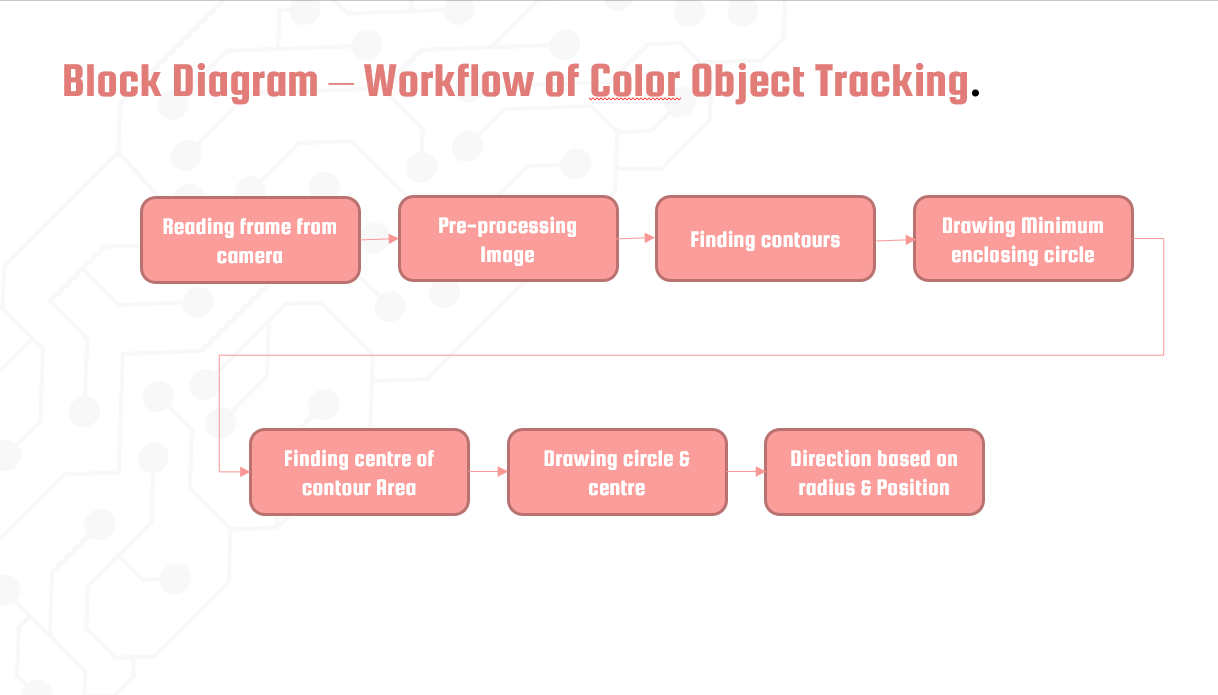 Block Diagram – Workflow of Color Object Tracking.
Reading frame from
camera
Pre-processing
Image
Finding contours
Drawing Minimum
enclosing circle
Finding centre of
contour Area
Drawing circle &
centre
Direction based on
radius & Position